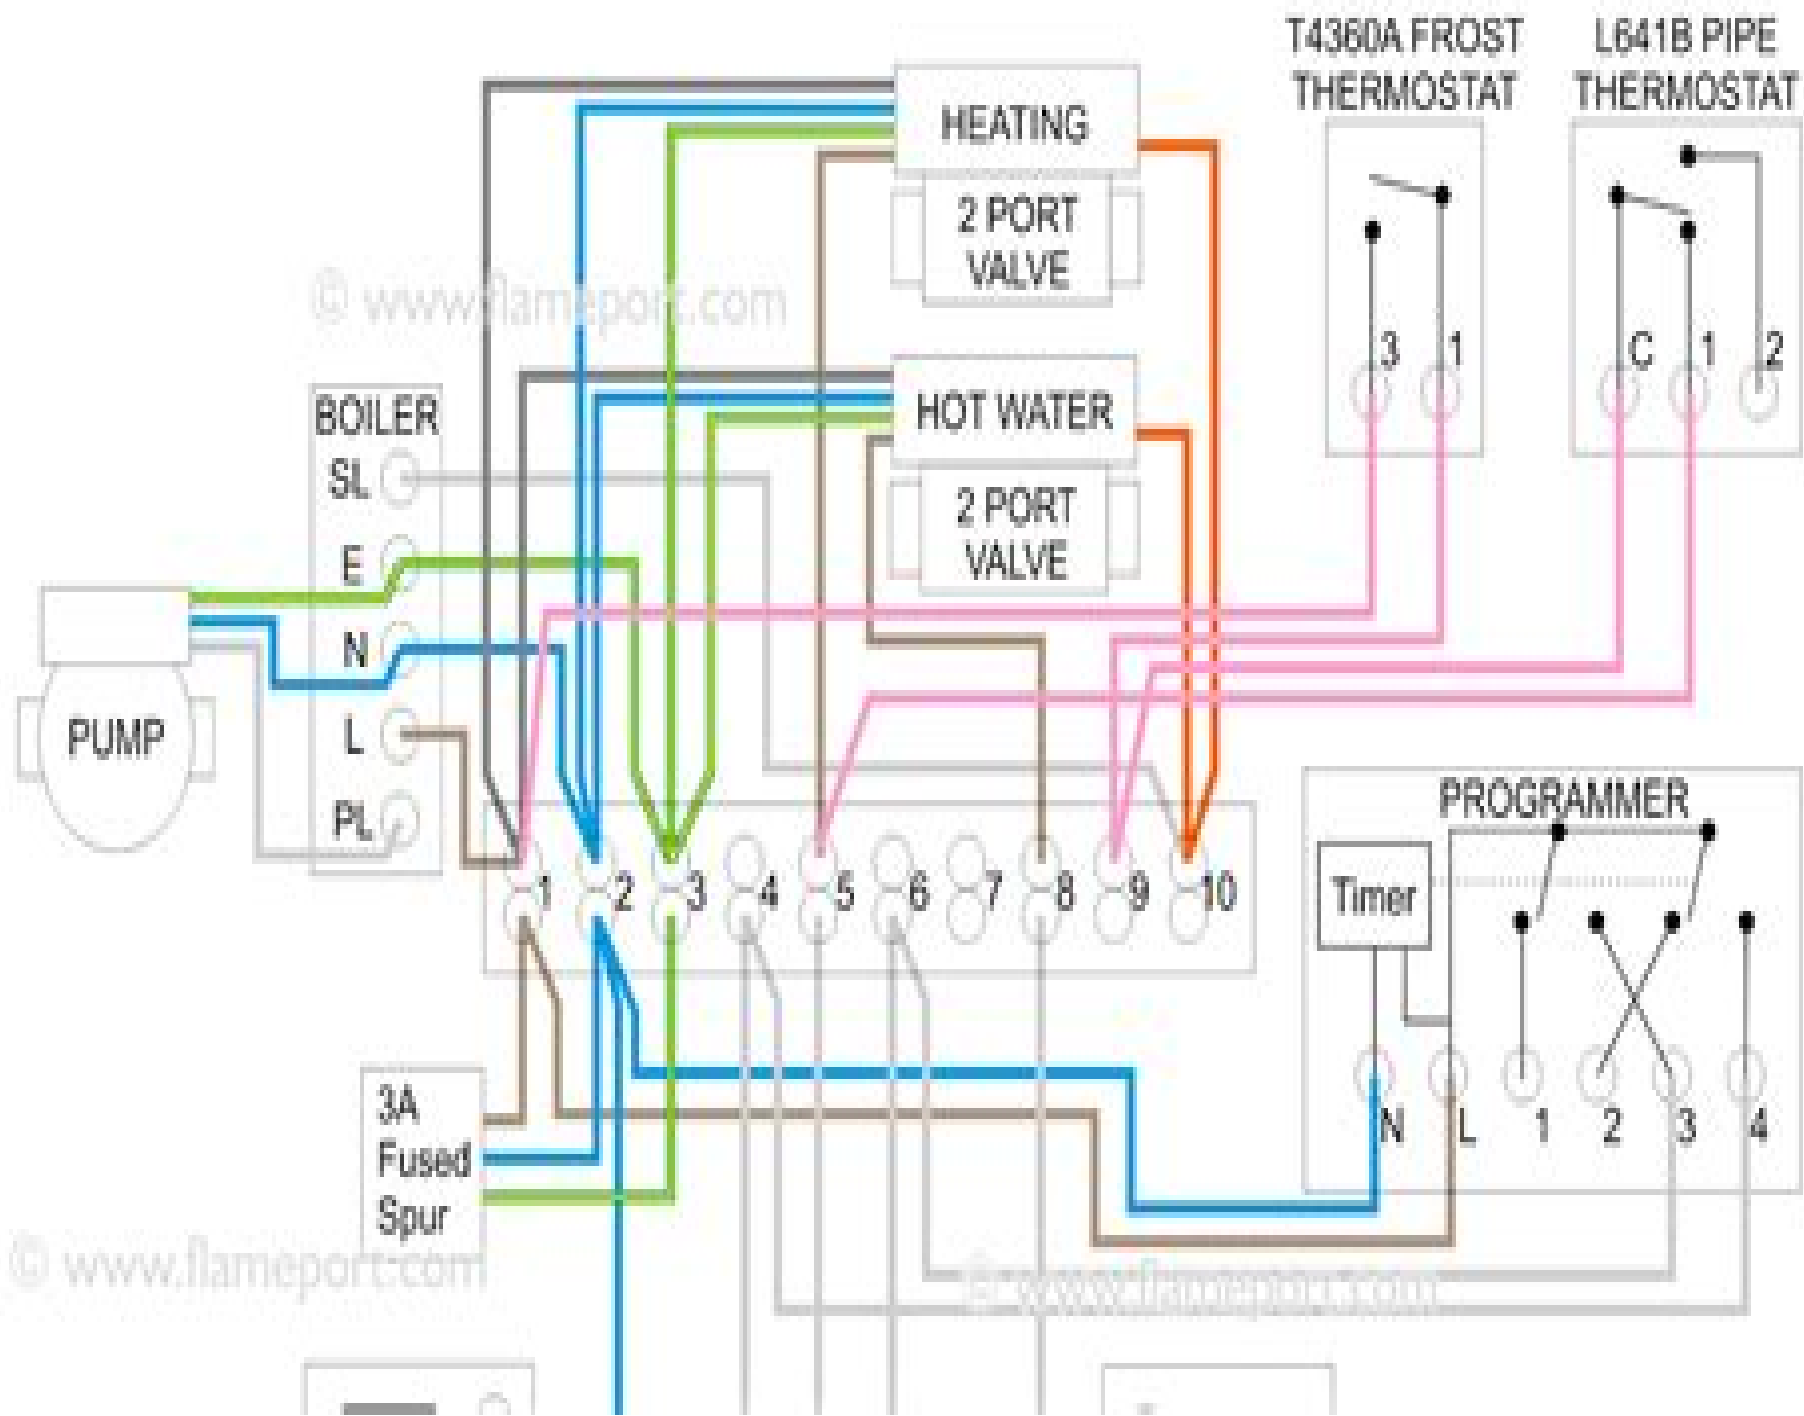 T4360A FROST
THERMOSTAT
L641B PIPE
THERMOSTAT
HEATING
2 PORT
VALVE
© www.flameport.com
3 1
C 1 2
BOILER
HOT WATER
SL
2 PORT
VALVE
E
N
L
PUMP
PL
PROGRAMMER
Timer
1 2 3 4 5 6 7 8 9 10
3A
Fused
Spur
N L 1 2 3 4
© www.flameport.com
© www.flameport.com